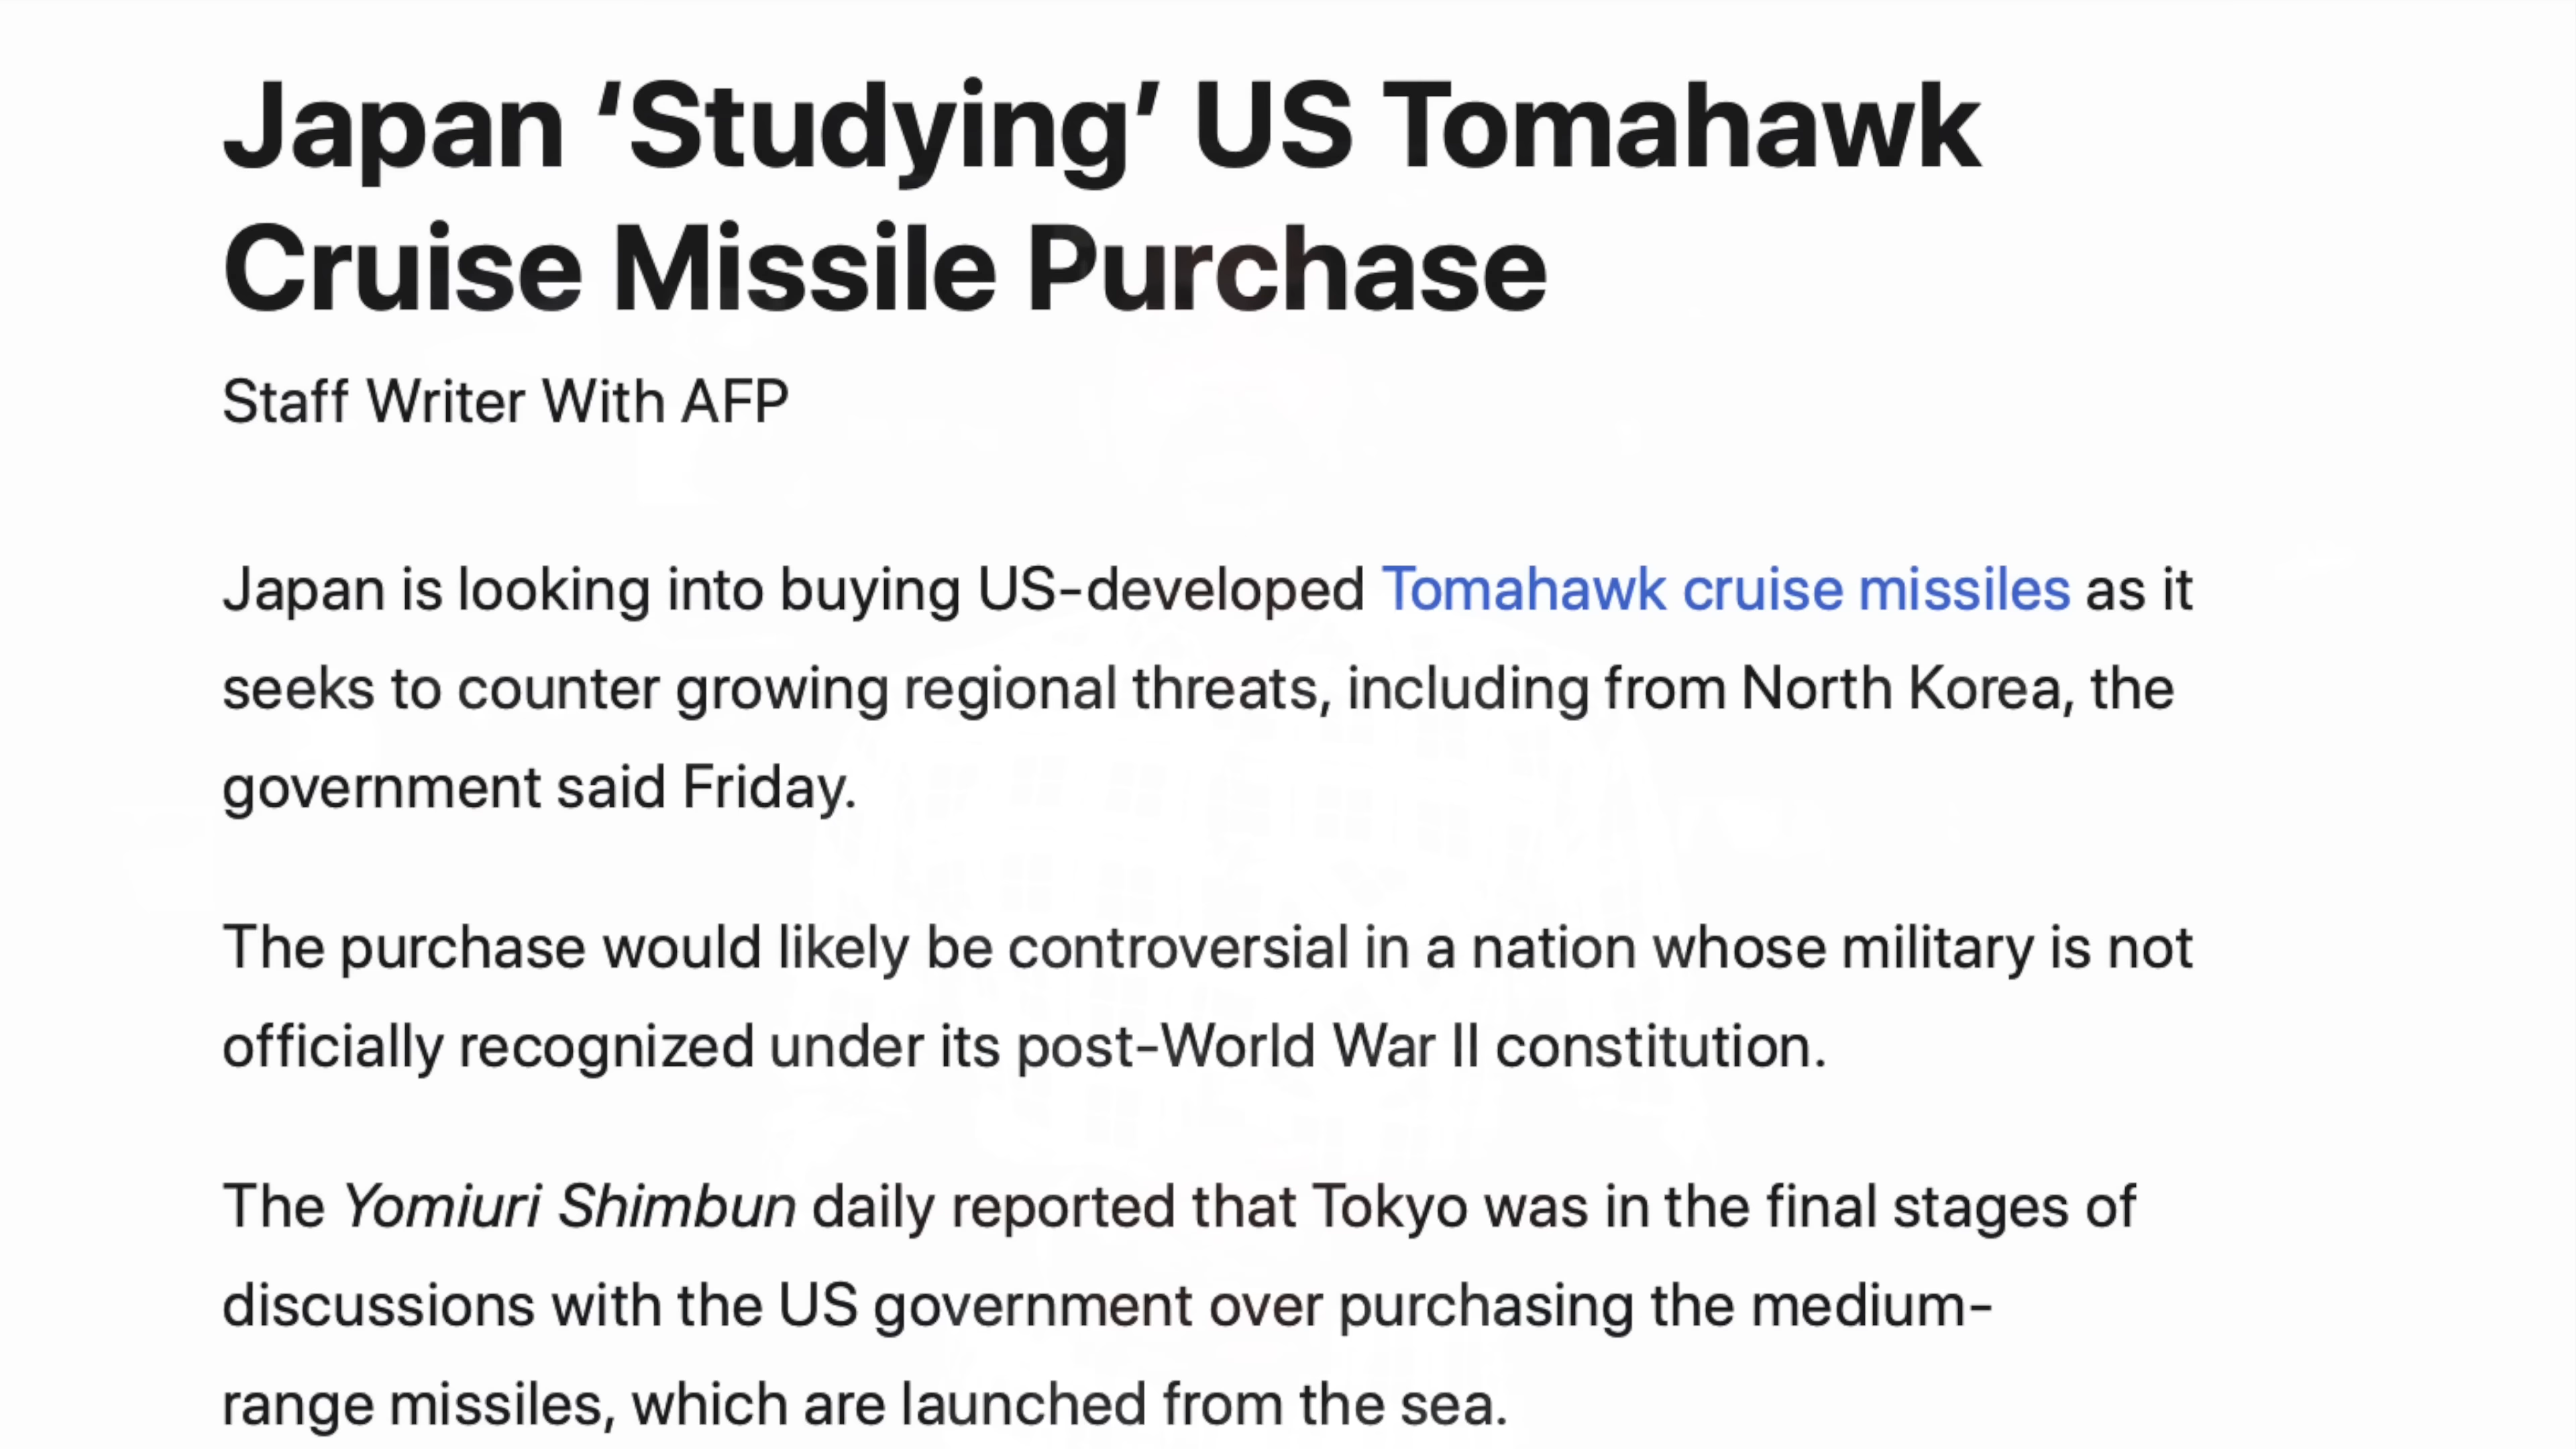 Japan ‘Studying’ US Tomahawk
Cruise Missile Purchase
Staff Writer With AFP
Japan is looking into buying US-developed Tomahawk cruise missiles as it
seeks to counter growing regional threats, including from North Korea, the
government said Friday.
The purchase would likely be controversial in a nation whose military is not
officially recognized under its post-World War II constitution.
The Yomiuri Shimbun daily reported that Tokyo was in the final stages of
discussions with the US government over purchasing the medium-
range missiles, which are launched from the sea.